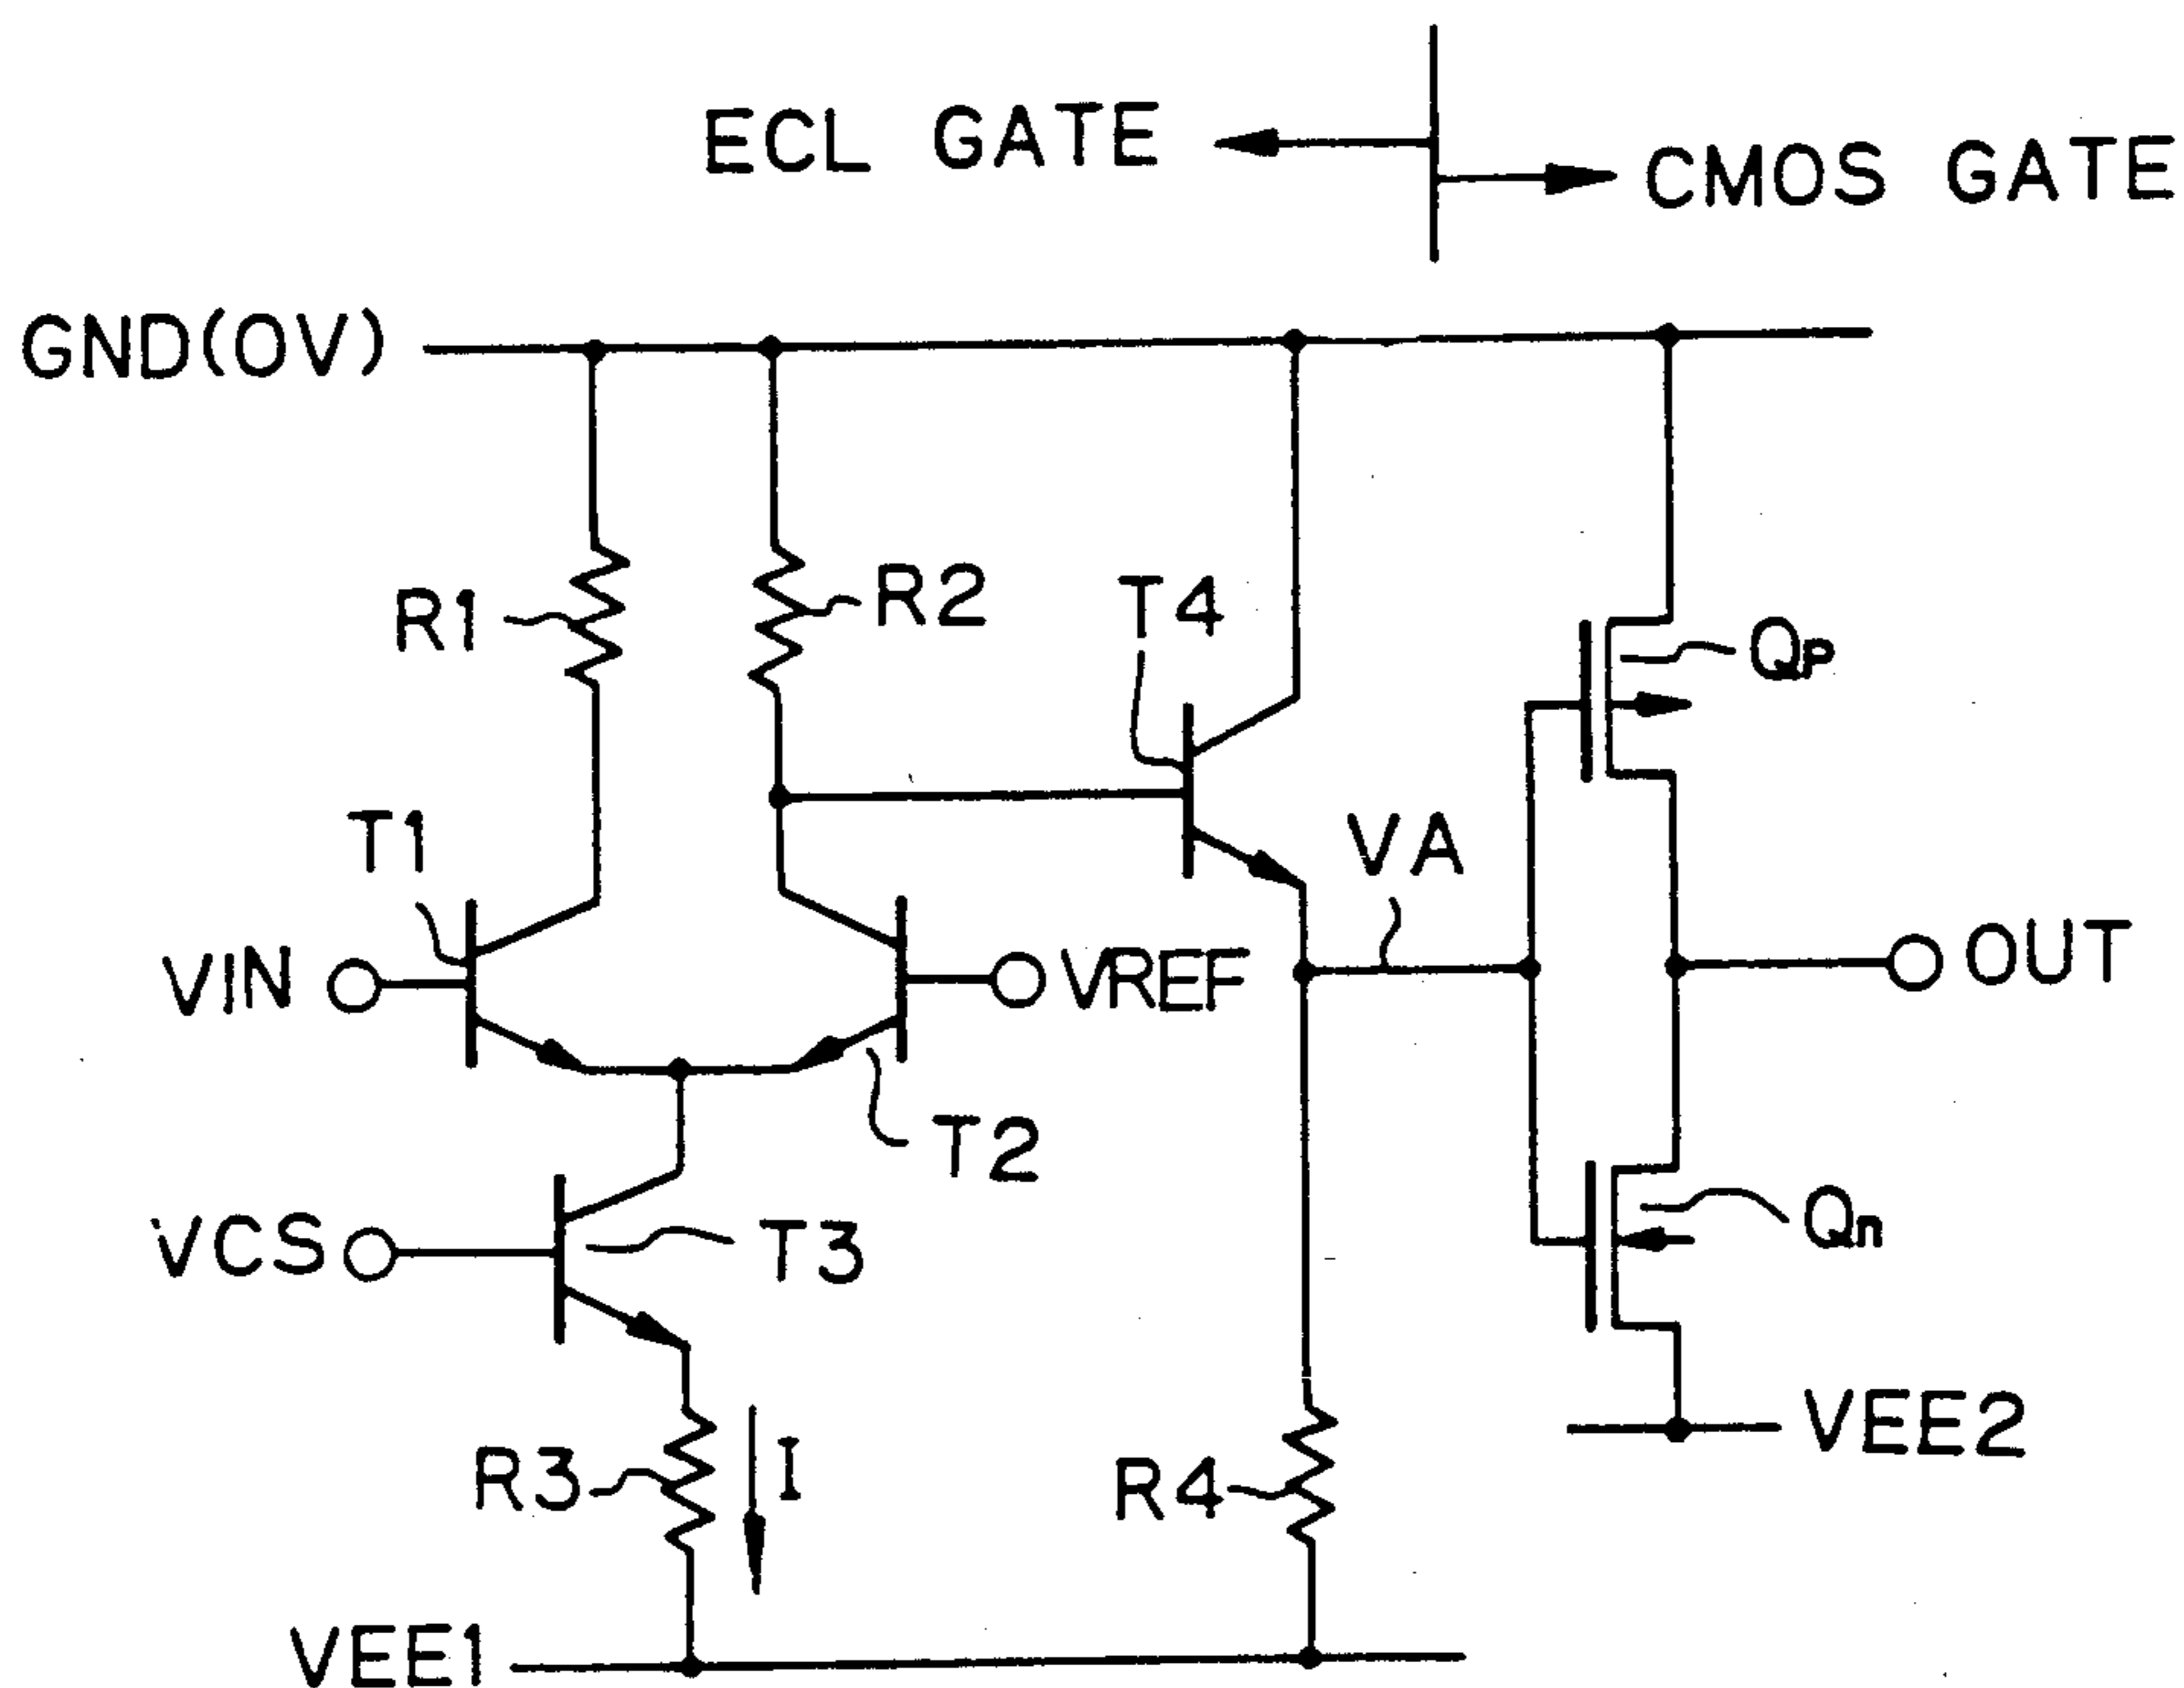 ECL GATE
CMOS GATE
GND(0V)
R1
R2
T4
Qp
T1
VA
VIN
VREF
OUT
T2
VCS
T3
Qn
R3
I
R4
VEE2
VEE1